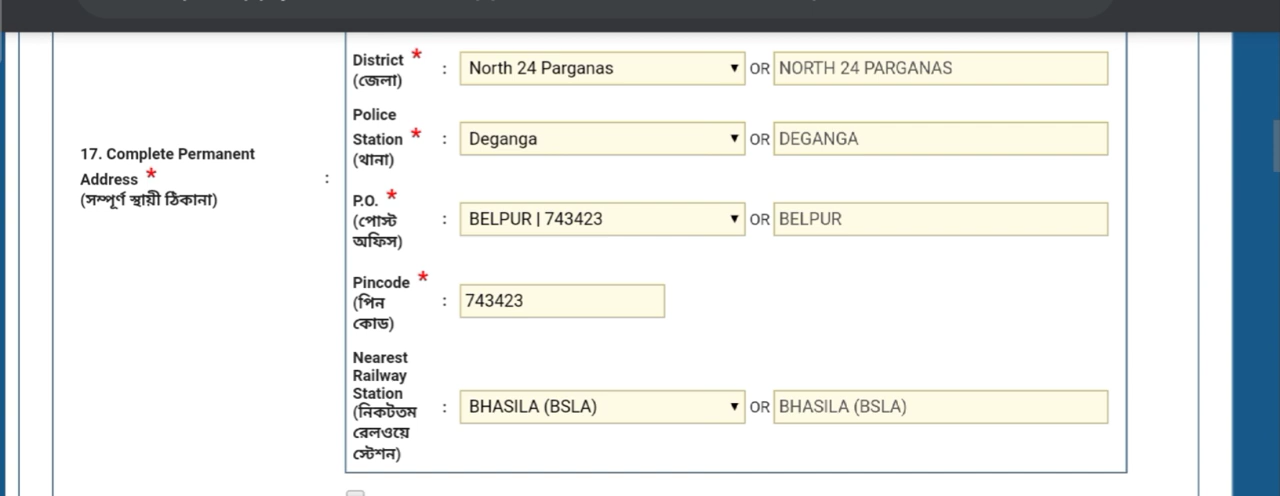 District * : North 24 Parganas OR NORTH 24 PARGANAS
(জেলা)
Police
Station * : Deganga OR DEGANGA
(থানা)
17. Complete Permanent
Address * :
(সম্পূর্ণ স্থায়ী ঠিকানা)
P.O. *
(পোস্ট : BELPUR | 743423 OR BELPUR
অফিস)
Pincode *
(পিন : 743423
কোড)
Nearest
Railway
Station
(নিকটতম : BHASILA (BSLA) OR BHASILA (BSLA)
রেলওয়ে
স্টেশন)